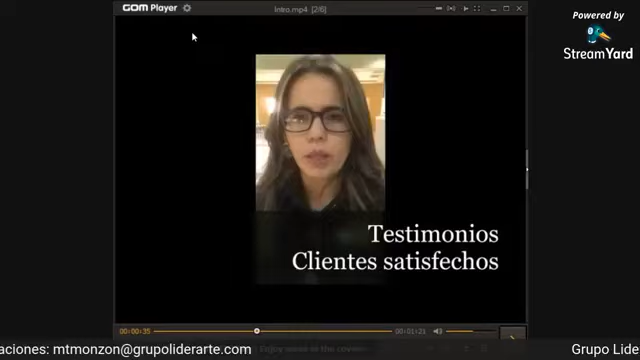 GOM Player
Intro.mp4 [2/6]
Powered by
StreamYard
Testimonios
Clientes satisfechos
00:00:35
00:01:21
aciones: mtmonzon@grupoliderarte.com
Grupo Lide